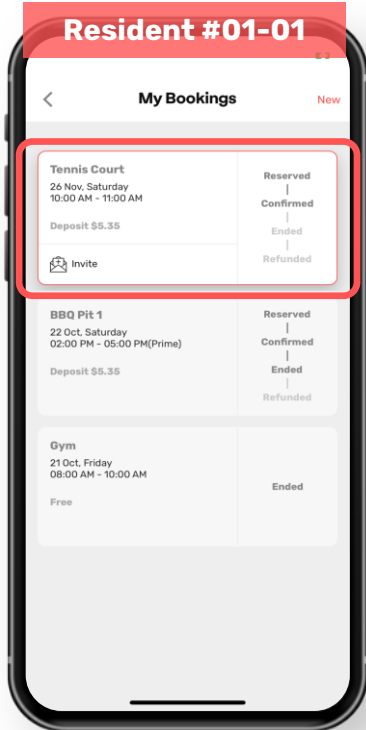 Resident #01-01
My Bookings
New
Tennis Court
26 Nov, Saturday
10:00 AM - 11:00 AM
Deposit $5.35
Invite
Reserved
Confirmed
Ended
Refunded
BBQ Pit 1
22 Oct, Saturday
02:00 PM - 05:00 PM(Prime)
Deposit $5.35
Reserved
Confirmed
Ended
Refunded
Gym
21 Oct, Friday
08:00 AM - 10:00 AM
Free
Ended